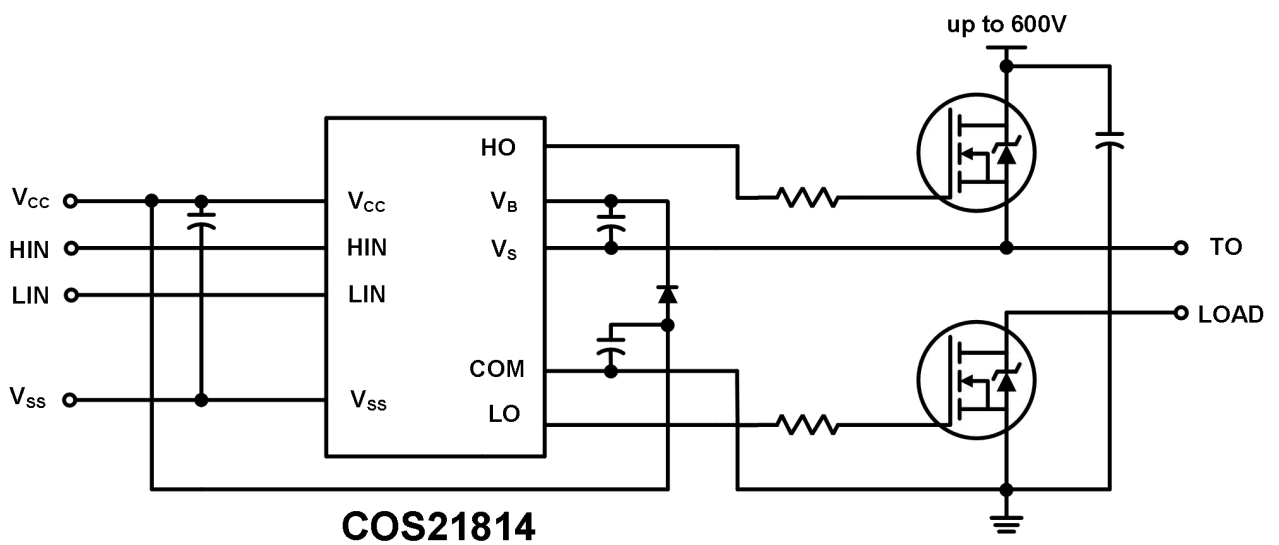 up to 600V
HO
V_CC V_CC V_B
HIN HIN V_S TO
LIN LIN LOAD
COM
V_SS V_SS LO
COS21814